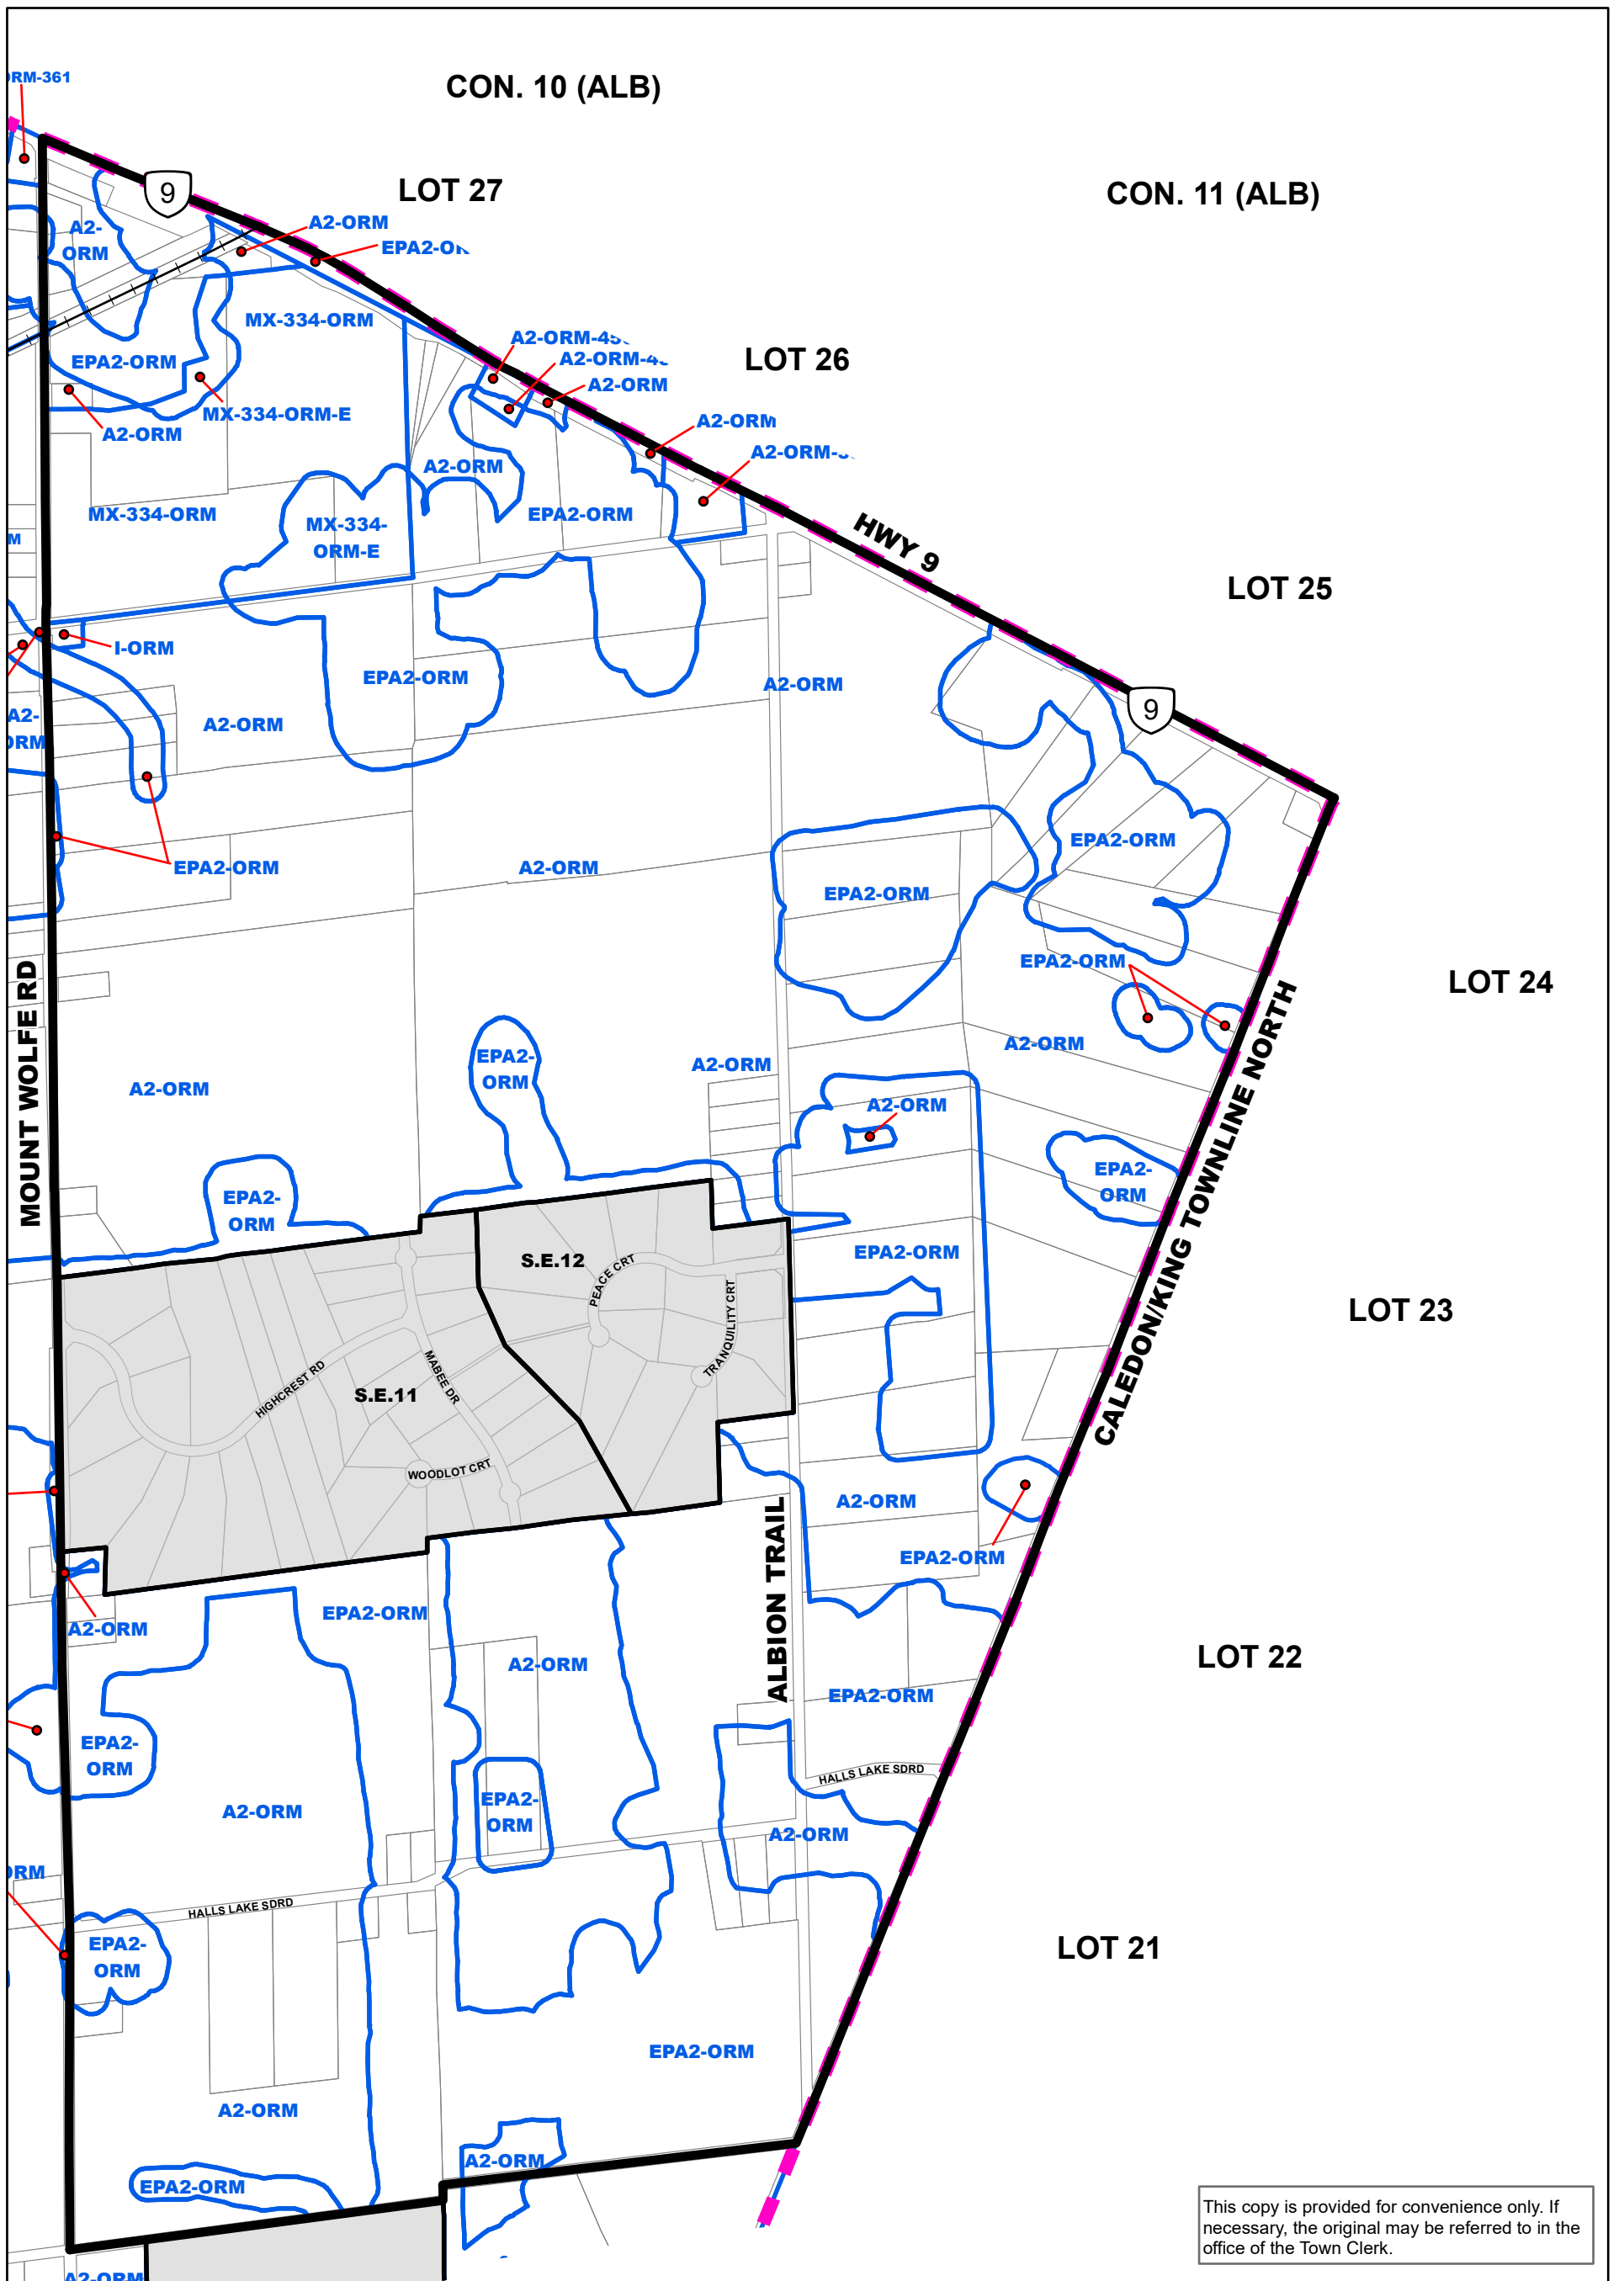 RM-361
CON. 10 (ALB)
9
LOT 27
CON. 11 (ALB)
A2-ORM
A2-
ORM
MX-334-ORM
EPA2-ORM
LOT 26
A2-ORM
MX-334-ORM-E
A2-ORM
A2-ORM
A2-ORM
MX-334-ORM
MX-334-
ORM-E
EPA2-ORM
M
HWY 9
LOT 25
I-ORM
EPA2-ORM
A2-ORM
A2-
ORM
A2-ORM
9
EPA2-ORM
EPA2-ORM
A2-ORM
EPA2-ORM
MOUNT WOLFE RD
EPA2-ORM
LOT 24
A2-ORM
EPA2-
ORM
A2-ORM
A2-ORM
A2-ORM
CALEDON/KING TOWNLINE NORTH
EPA2-
ORM
EPA2-
ORM
S.E.12
EPA2-ORM
PEACE CRT
TRANQUILITY CRT
LOT 23
HIGHCREST RD
MABEE DR
S.E.11
WOODLOT CRT
A2-ORM
ALBION TRAIL
EPA2-ORM
A2-ORM
EPA2-ORM
A2-ORM
LOT 22
EPA2-ORM
EPA2-
ORM
HALLS LAKE SDRD
A2-ORM
EPA2-
ORM
A2-ORM
ORM
HALLS LAKE SDRD
EPA2-
ORM
LOT 21
EPA2-ORM
A2-ORM
A2-ORM
EPA2-ORM
This copy is provided for convenience only. If
necessary, the original may be referred to in the
office of the Town Clerk.
A2-ORM